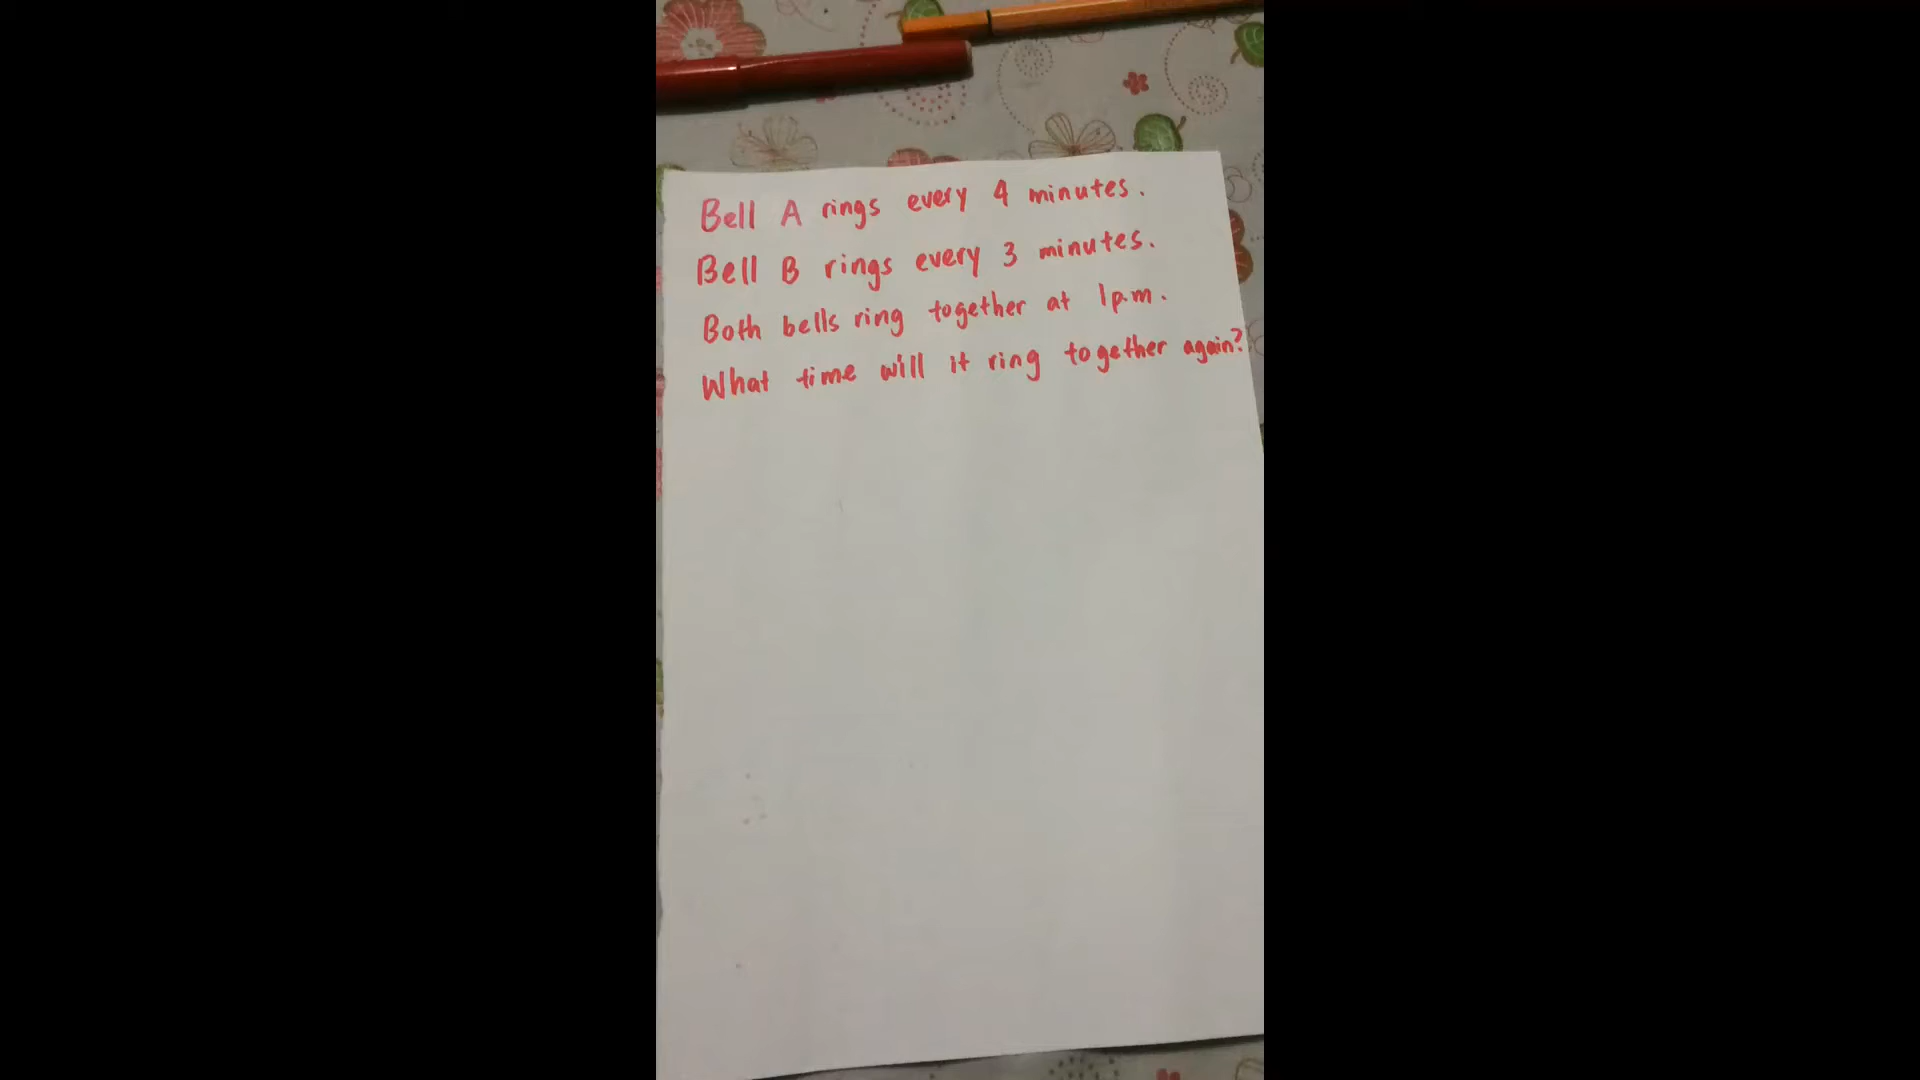 Bell A rings every 4 minutes.
Bell B rings every 3 minutes.
Both bells ring together at 1p.m.
What time will it ring together again?